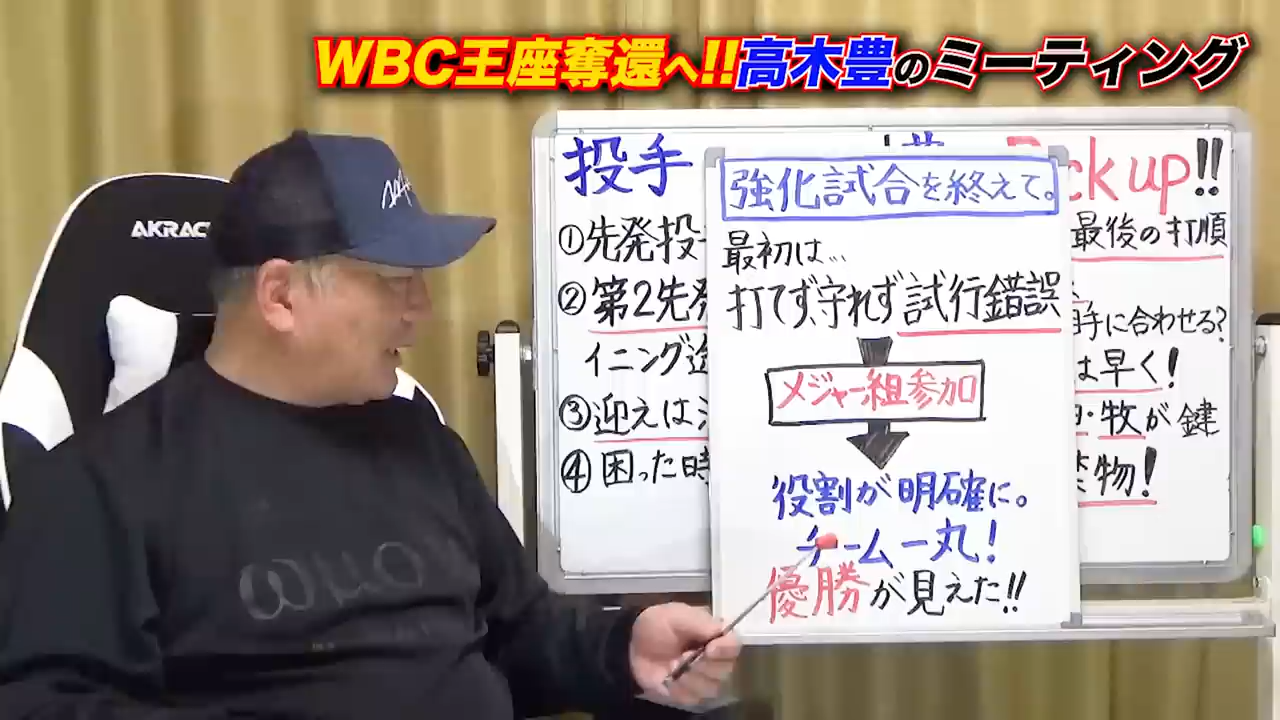 WBC王座奪還へ!!高木豊のミーティング
AKRAC
投手
①先発投
②第2先発
イニング途
③迎えは
④困った時
強化試合を終えて。
最初は…
打てず、守れず試行錯誤
メジャー組参加
役割が明確に。
チーム一丸!
優勝が見えた!!
ck up!!
最後の打順
手に合わせる?
は早く!
・牧が鍵
物!